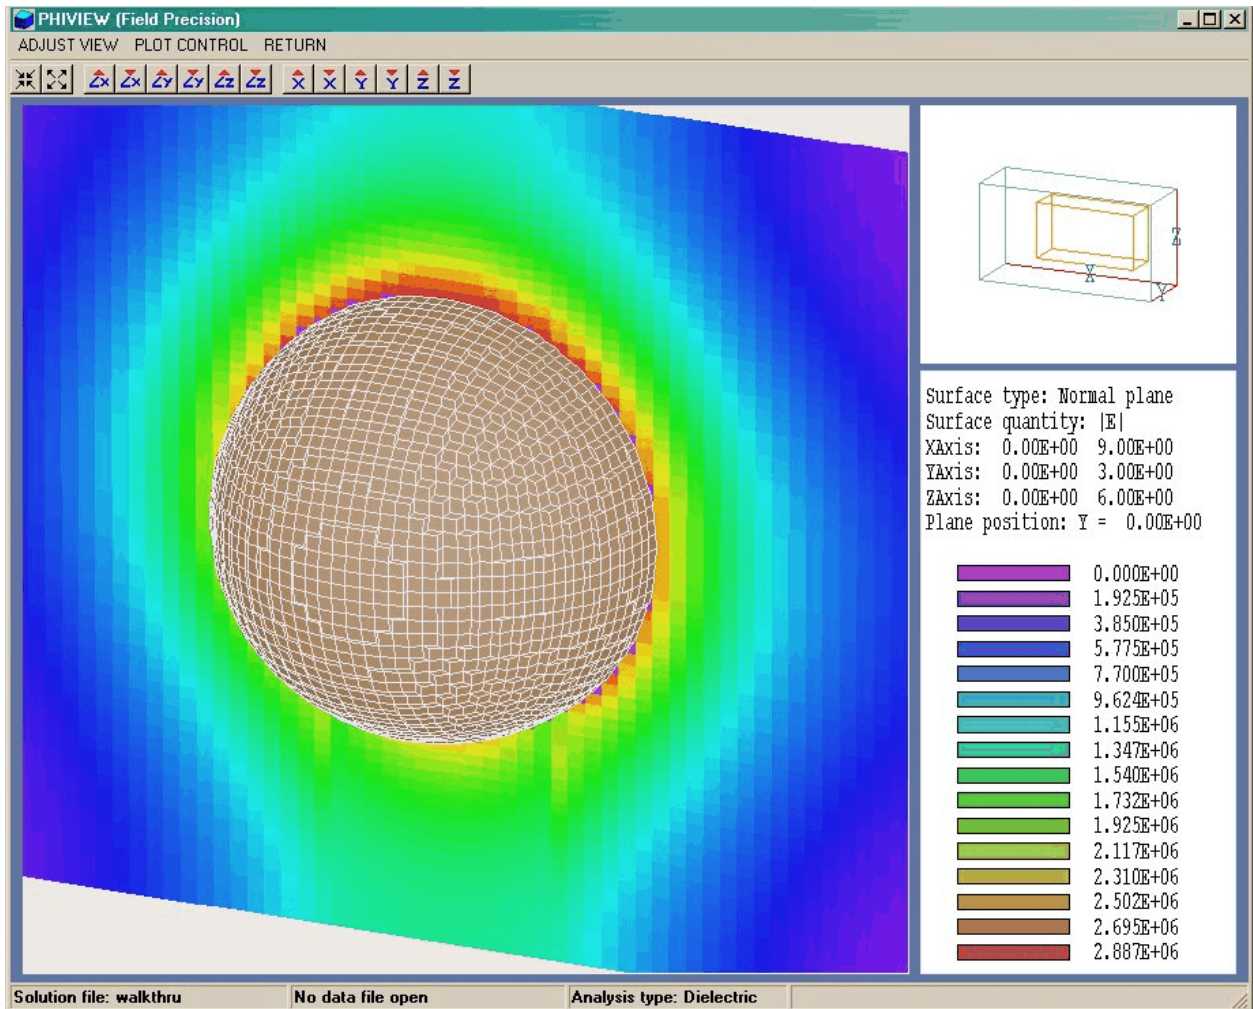 PHIVIEW (Field Precision)
ADJUST VIEW PLOT CONTROL RETURN
∠x ∠x ∠y ∠y ∠z ∠z X X Y Y Z Z
Z
X
Y
Surface type: Normal plane
Surface quantity: |E|
XAxis: 0.00E+00 9.00E+00
YAxis: 0.00E+00 3.00E+00
ZAxis: 0.00E+00 6.00E+00
Plane position: Y = 0.00E+00
0.000E+00
1.925E+05
3.850E+05
5.775E+05
7.700E+05
9.624E+05
1.155E+06
1.347E+06
1.540E+06
1.732E+06
1.925E+06
2.117E+06
2.310E+06
2.502E+06
2.695E+06
2.887E+06
Solution file: walkthru No data file open Analysis type: Dielectric